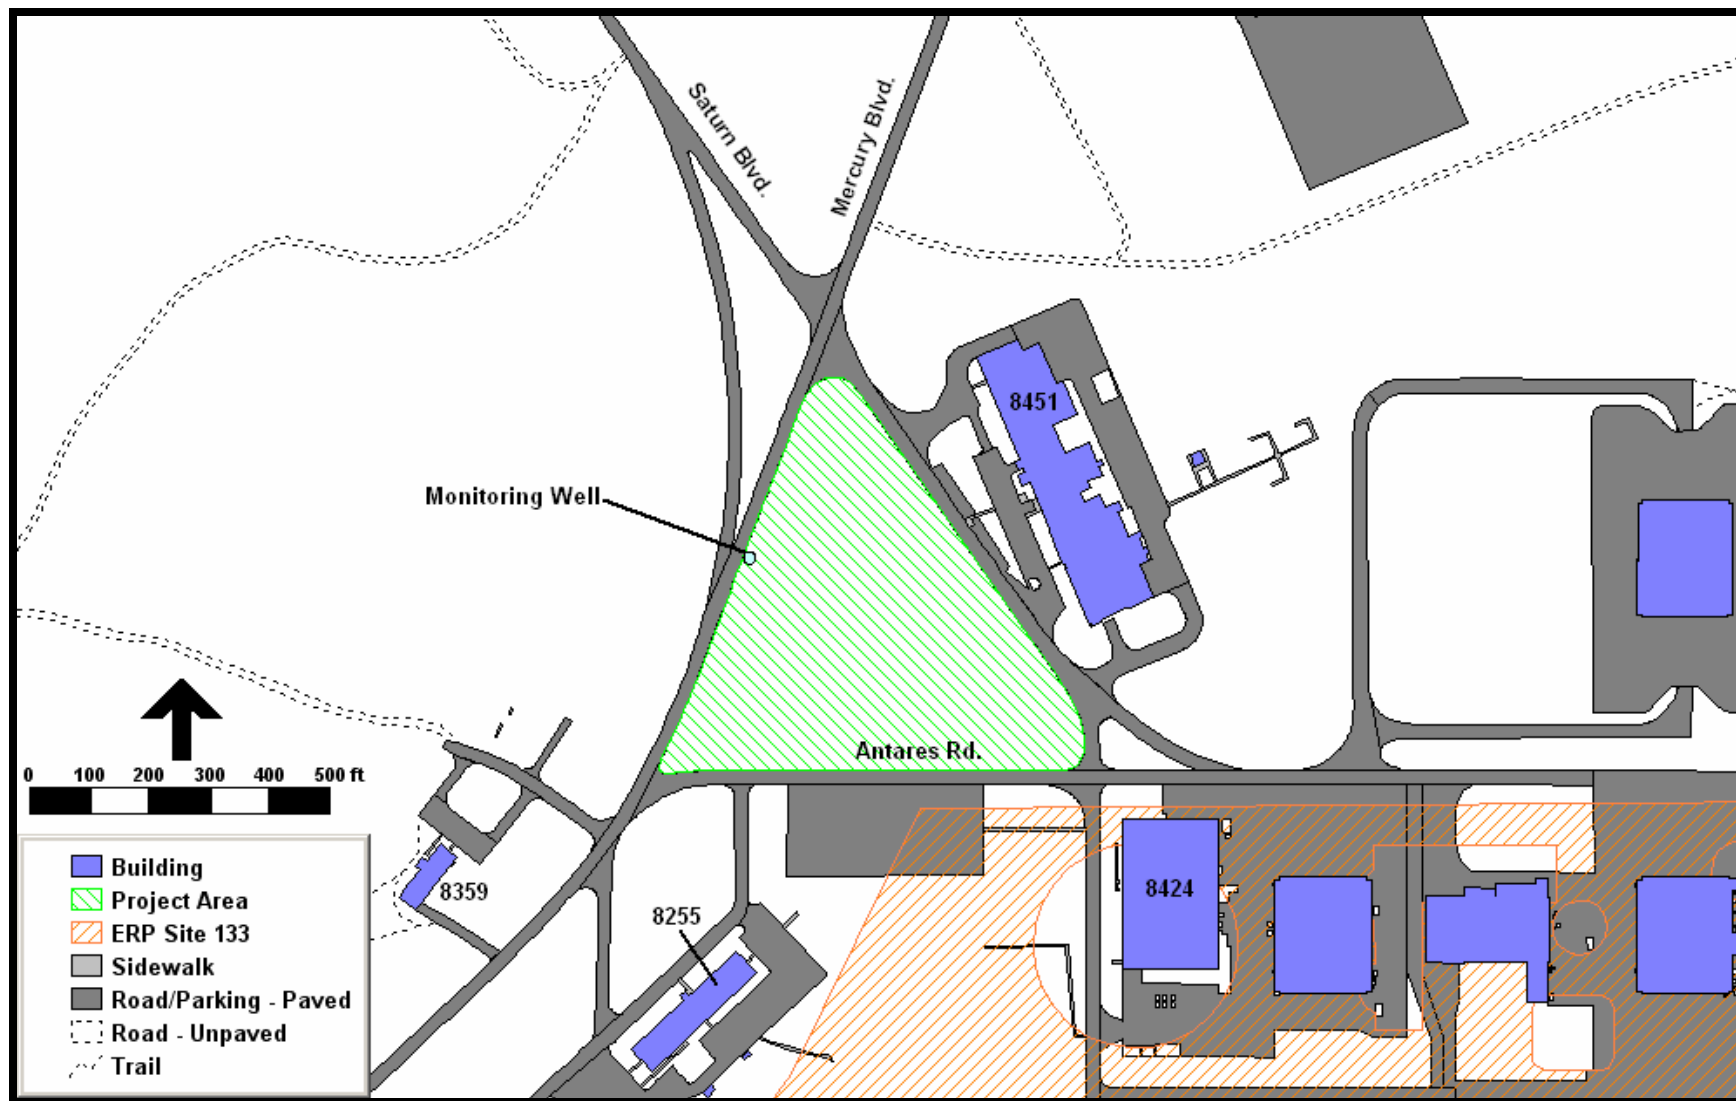 Saturn Blvd.
Mercury Blvd.
8451
Monitoring Well
Antares Rd.
0 100 200 300 400 500 ft
8359
8255
8424
Building
Project Area
ERP Site 133
Sidewalk
Road/Parking - Paved
Road - Unpaved
Trail